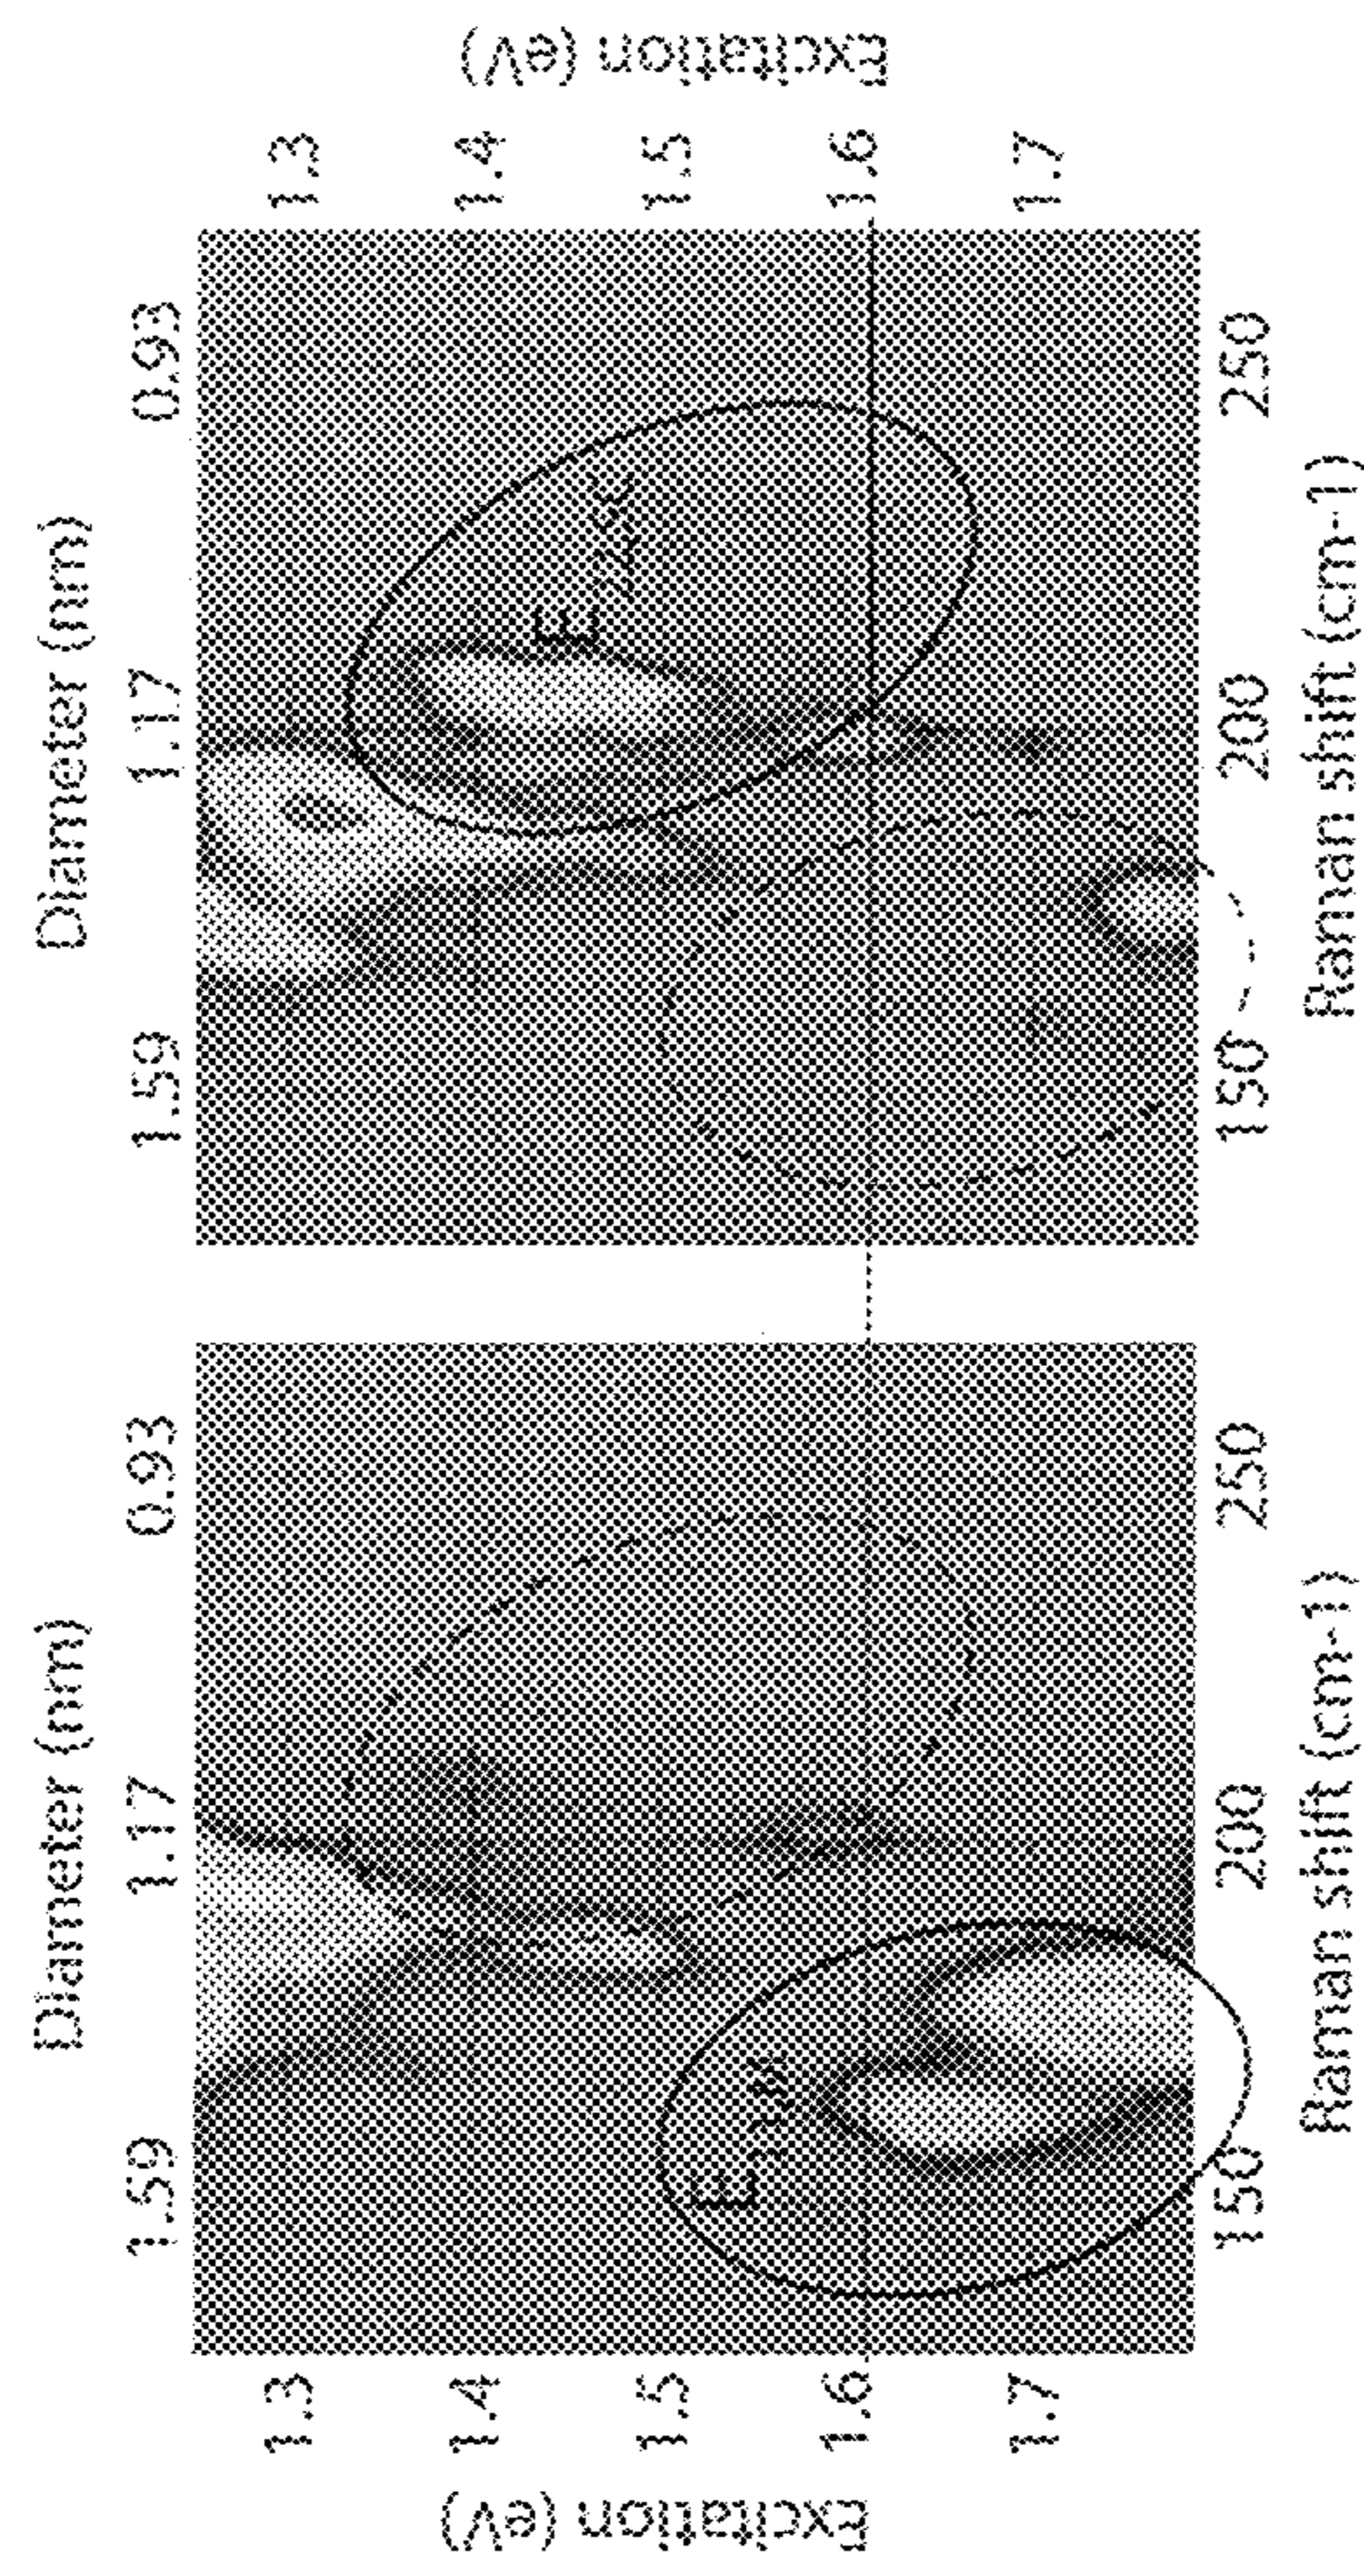 Diameter (nm)
1.59 1.17 0.93
Excitation (eV)
1.3
1.4
1.5
1.6
1.7
E_11_M
150 200 250
Raman shift (cm-1)
Diameter (nm)
1.59 1.17 0.93
E_22_SC
1.3
1.4
1.5
1.6
1.7
Excitation (eV)
150 200 250
Raman shift (cm-1)